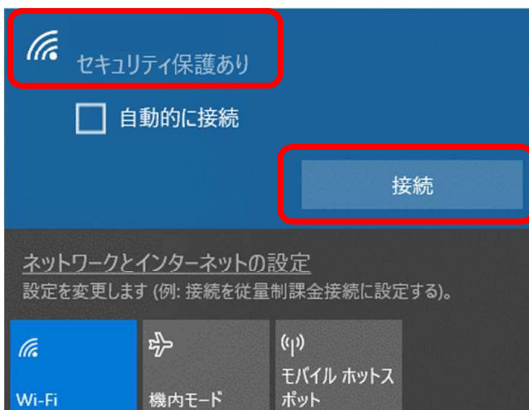 セキュリティ保護あり
自動的に接続
接続
ネットワークとインターネットの設定
設定を変更します (例: 接続を従量制課金接続に設定する)。
Wi-Fi
機内モード
モバイル ホットス
ポット